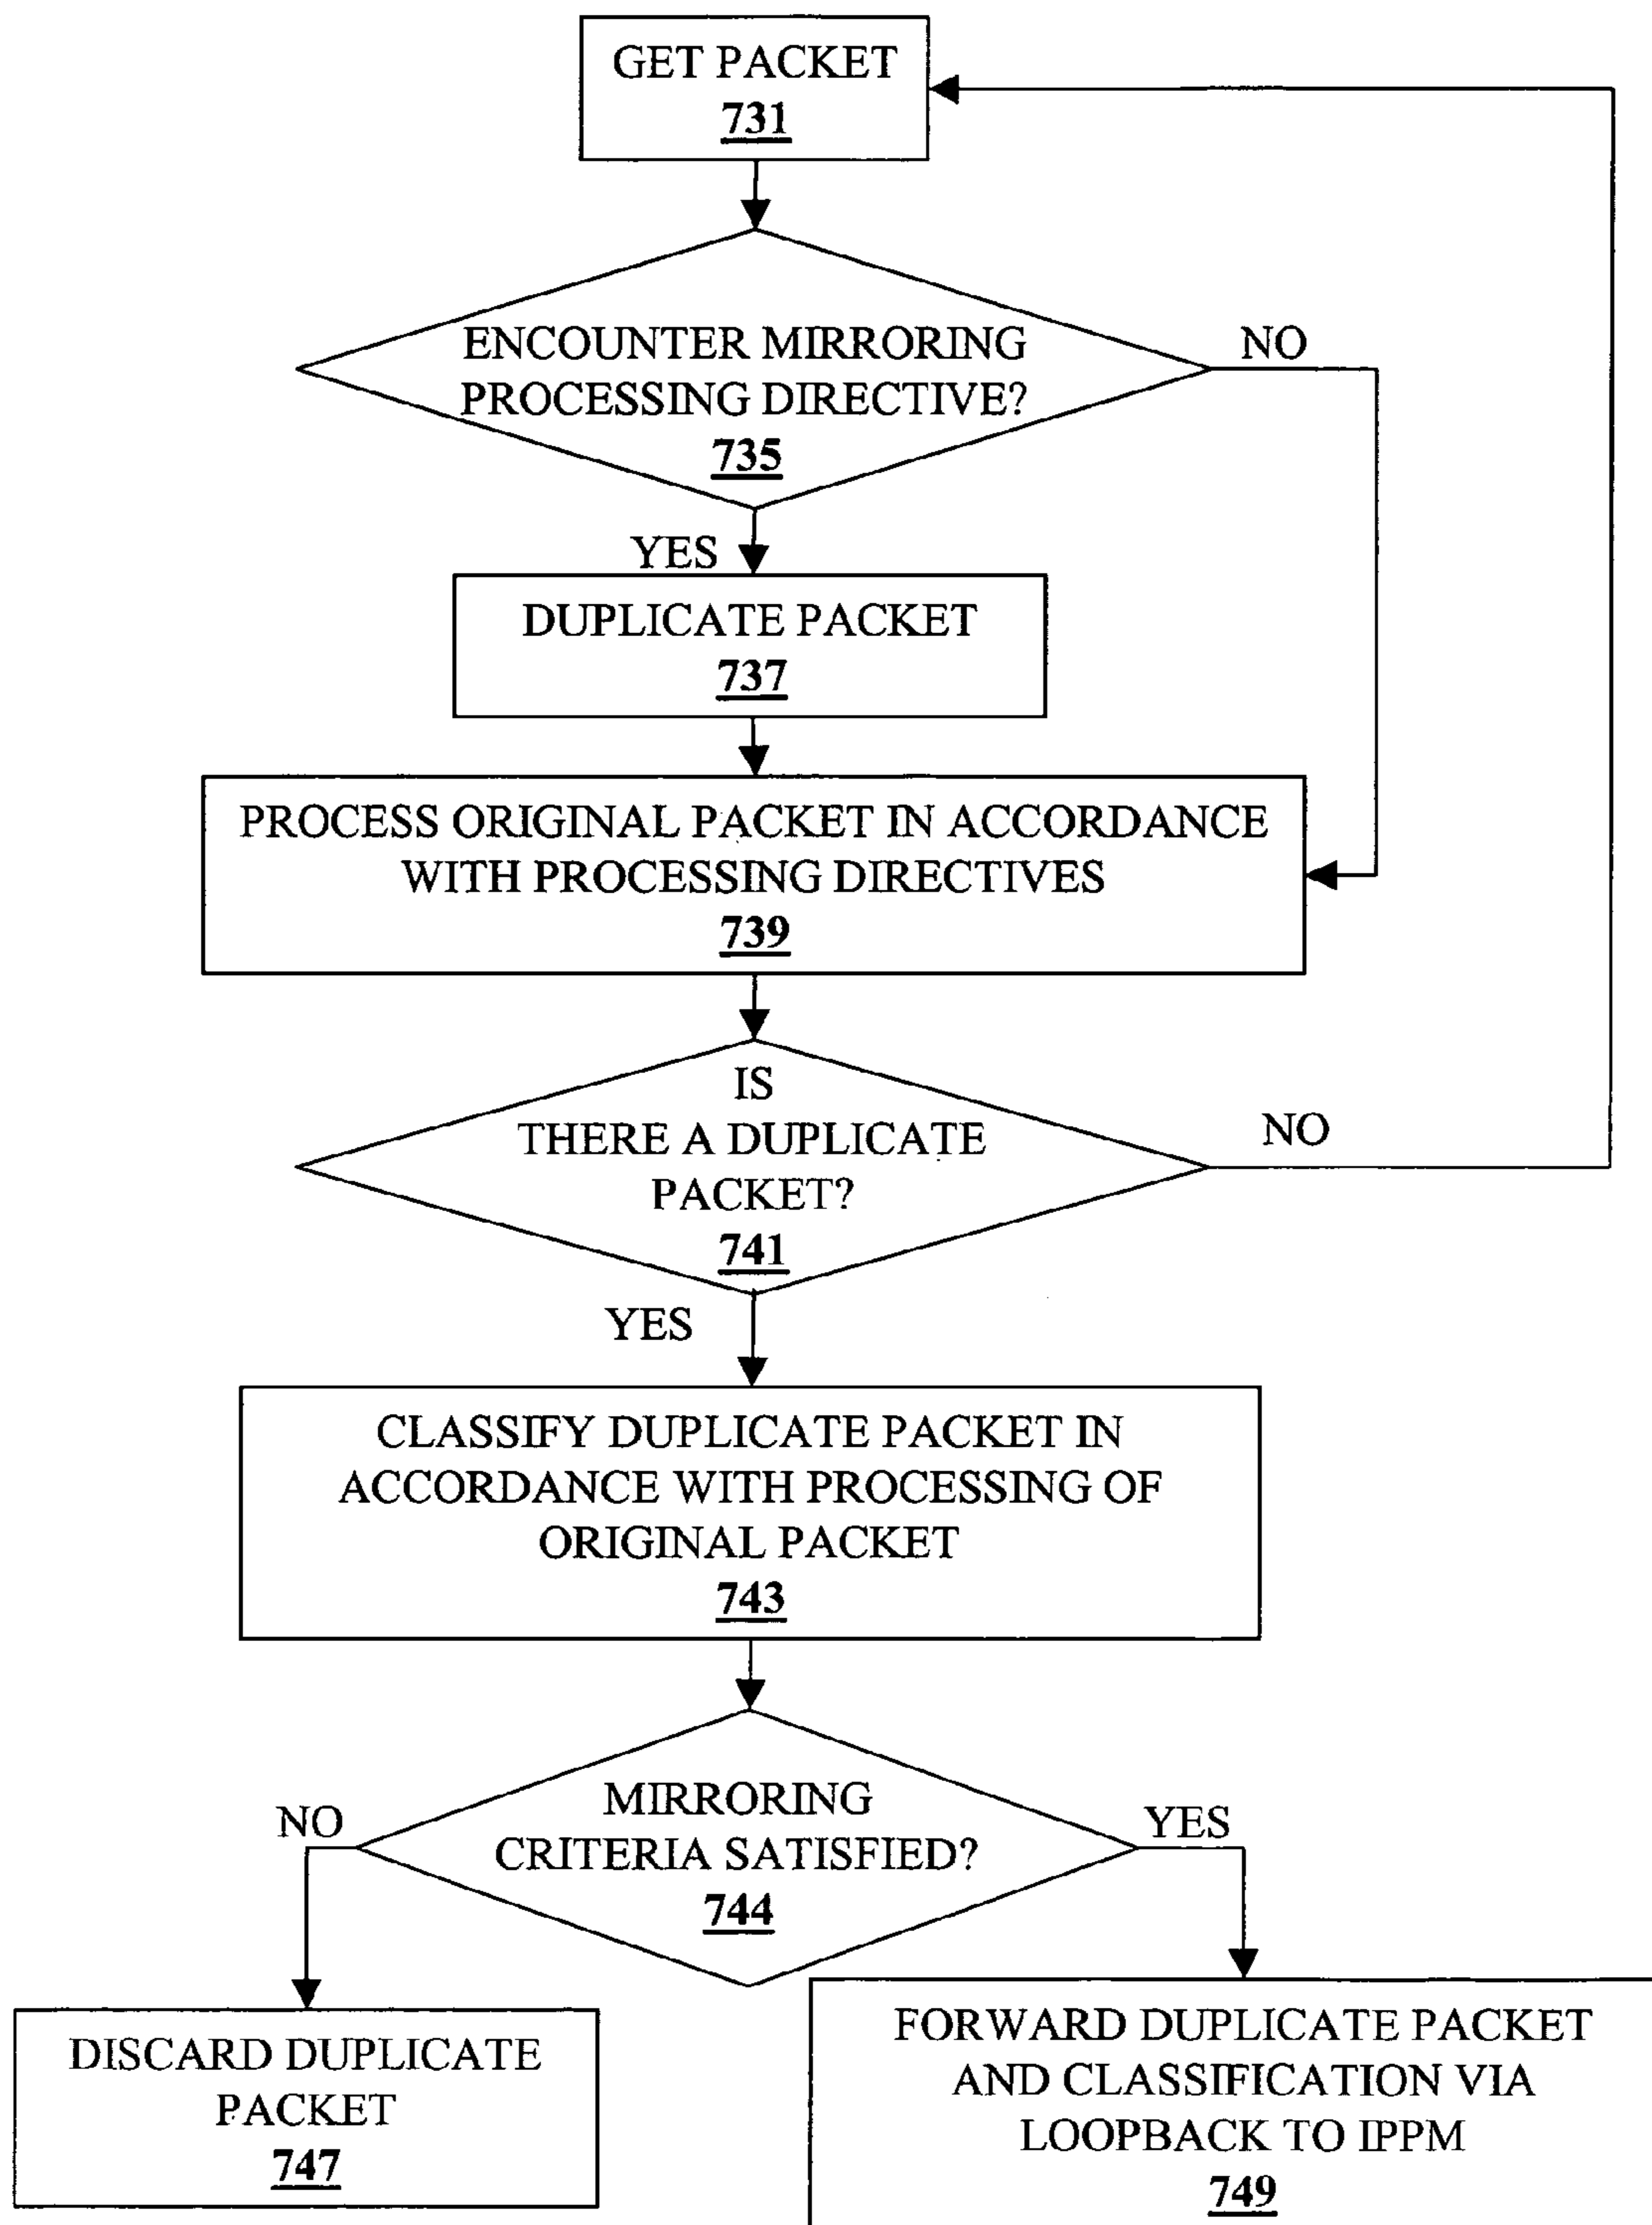 GET PACKET
731
ENCOUNTER MIRRORING
PROCESSING DIRECTIVE?
735
NO
YES
DUPLICATE PACKET
737
PROCESS ORIGINAL PACKET IN ACCORDANCE
WITH PROCESSING DIRECTIVES
739
IS
THERE A DUPLICATE
PACKET?
741
NO
YES
CLASSIFY DUPLICATE PACKET IN
ACCORDANCE WITH PROCESSING OF
ORIGINAL PACKET
743
MIRRORING
CRITERIA SATISFIED?
744
NO
YES
DISCARD DUPLICATE
PACKET
747
FORWARD DUPLICATE PACKET
AND CLASSIFICATION VIA
LOOPBACK TO IPPM
749